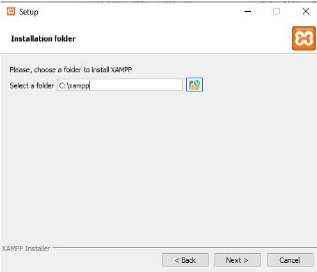 Setup
Installation folder
Please, choose a folder to install XAMPP
Select a folder C:\xampp
XAMPP Installer
< Back Next > Cancel